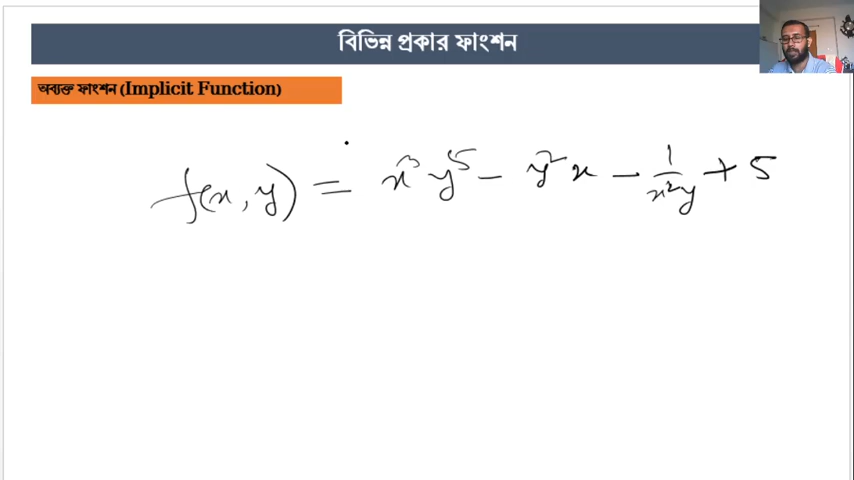 বিভিন্ন প্রকার ফাংশন
অব্যক্ত ফাংশন (Implicit Function)
f(x, y) = x³y⁵ - y²x - 1/x²y + 5